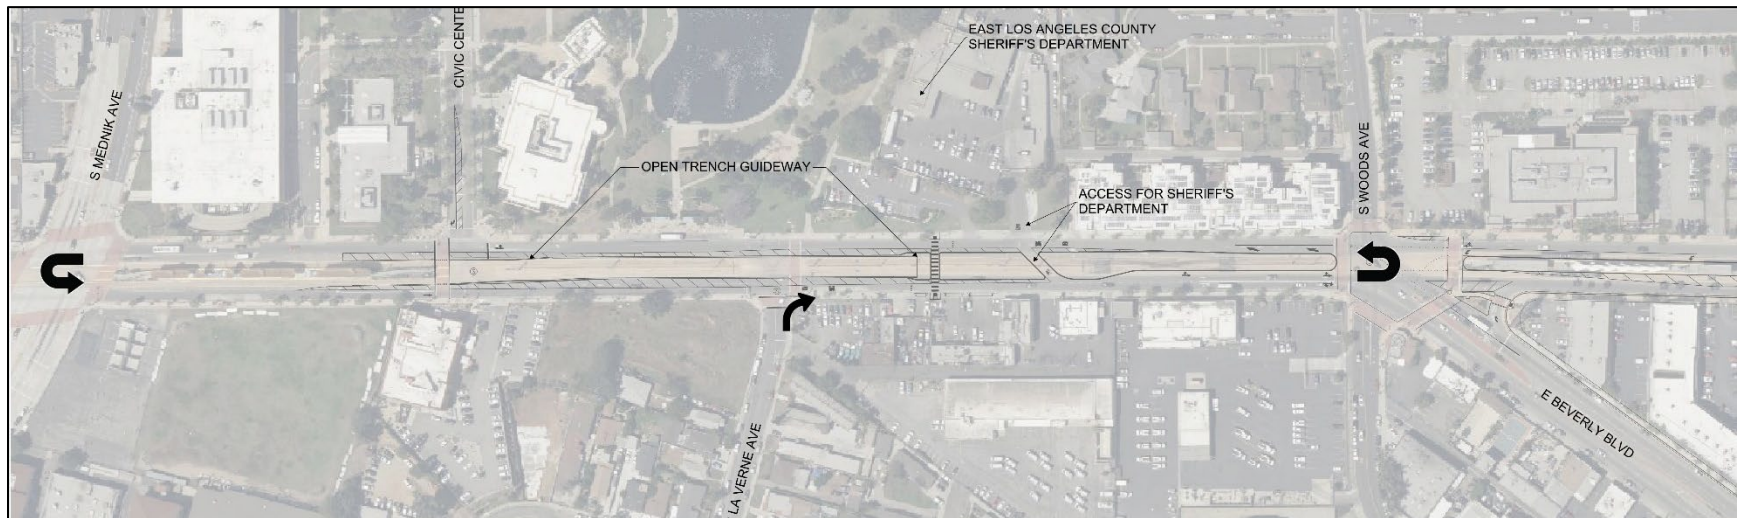 EAST LOS ANGELES COUNTY
SHERIFF'S DEPARTMENT
CIVIC CENTE
S MEDNIK AVE
OPEN TRENCH GUIDEWAY
ACCESS FOR SHERIFF'S
DEPARTMENT
S WOODS AVE
LA VERNE AVE
E BEVERLY BLVD